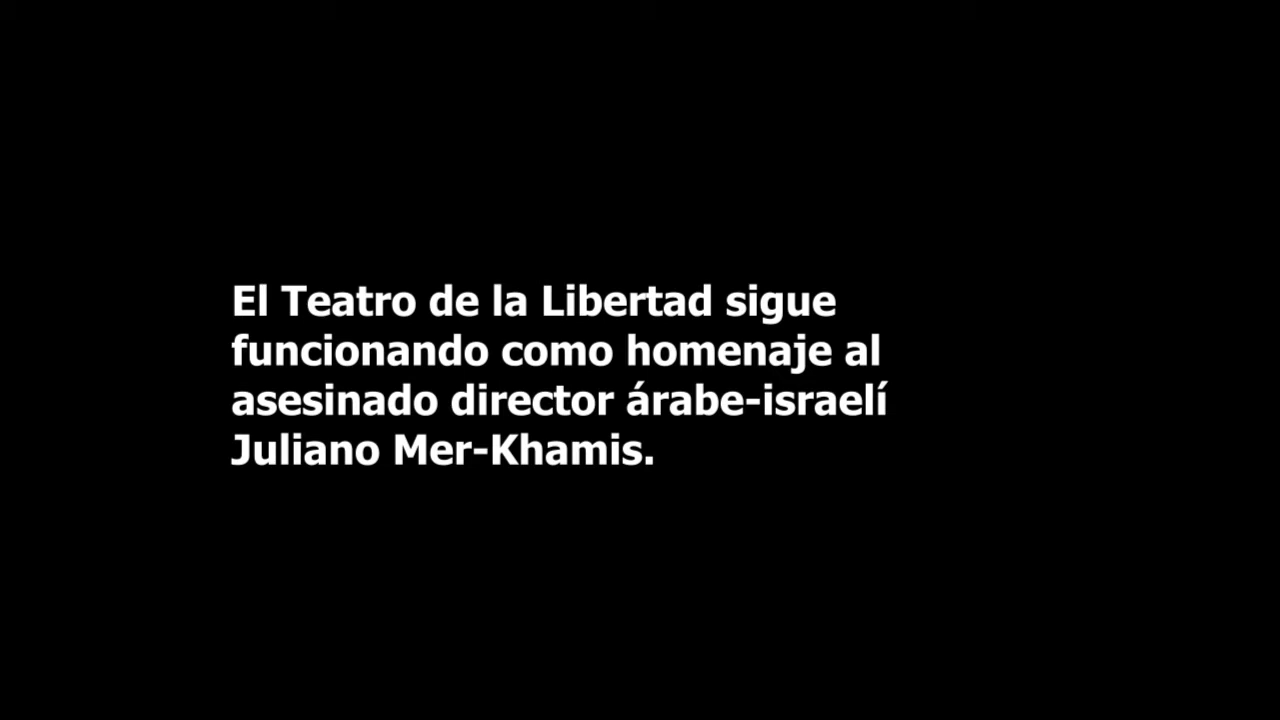 El Teatro de la Libertad sigue
funcionando como homenaje al
asesinado director árabe-israelí
Juliano Mer-Khamis.